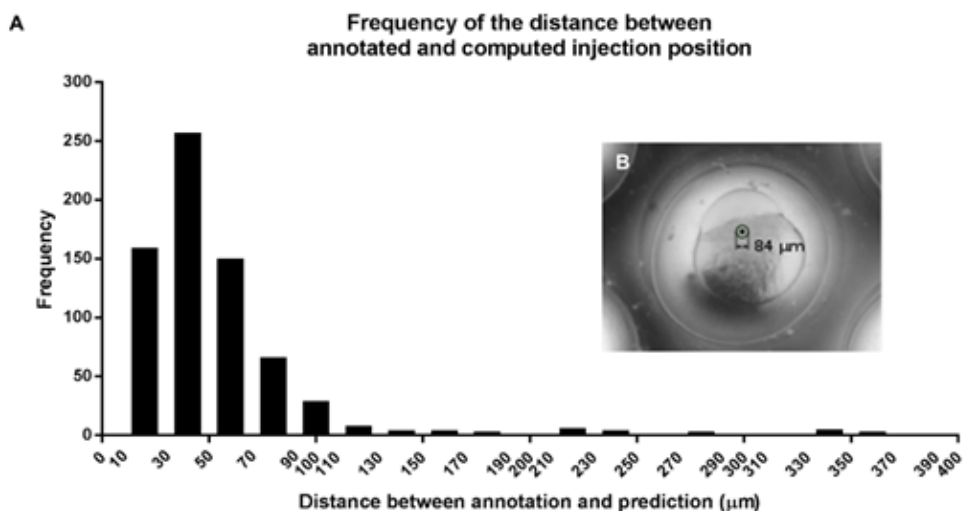 A
Frequency of the distance between
annotated and computed injection position
300
250
200
150
100
50
0
Frequency
B
84 μm
0 10 30 50 70 90 100 110 130 150 170 190 200 210 230 250 270 290 300 310 330 350 370 390 400
Distance between annotation and prediction (μm)